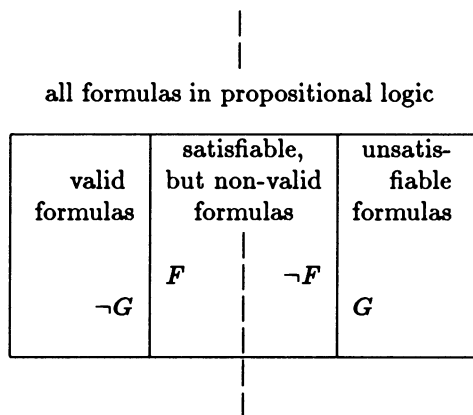 all formulas in propositional logic
valid
formulas
satisfiable,
but non-valid
formulas
unsatis-
fiable
formulas
F
¬F
¬G
G